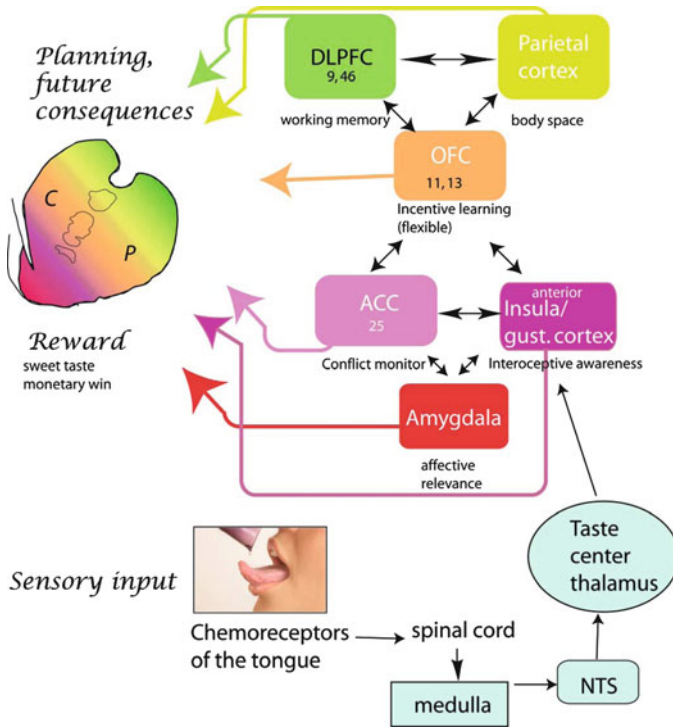 Planning,
future
consequences
DLPFC
9, 46
working memory
Parietal
cortex
body space
OFC
11, 13
Incentive learning
(flexible)
C
P
Reward
sweet taste
monetary win
ACC
25
Conflict monitor
anterior
Insula/
gust. cortex
Interoceptive awareness
Amygdala
affective
relevance
Sensory input
Chemoreceptors
of the tongue
spinal cord
medulla
NTS
Taste
center
thalamus